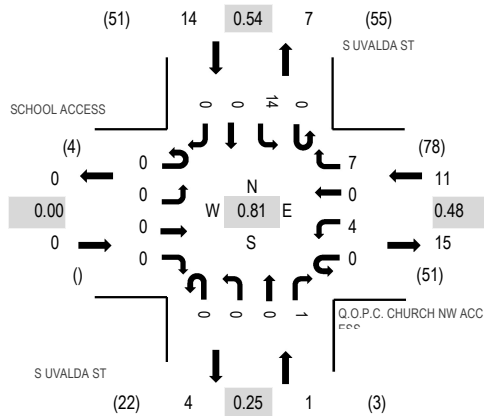 (51) 14 0.54 7 (55)
S UVALDA ST
SCHOOL ACCESS
0 0 14 0
(4) (78)
0 0 7 11
0 0 N 0
0.00 W 0.81 E 0.48
0 0 S 4 15
0 0
() (51)
0 0 0 1
Q.O.P.C. CHURCH NW ACC
ESS
S UVALDA ST
(22) 4 0.25 1 (3)